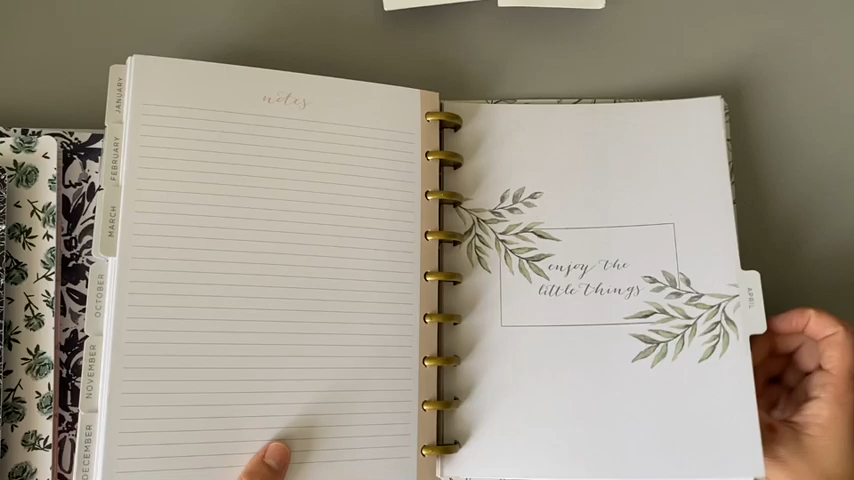 JANUARY
FEBRUARY
MARCH
OCTOBER
NOVEMBER
DECEMBER
notes
enjoy the
little things
APRIL